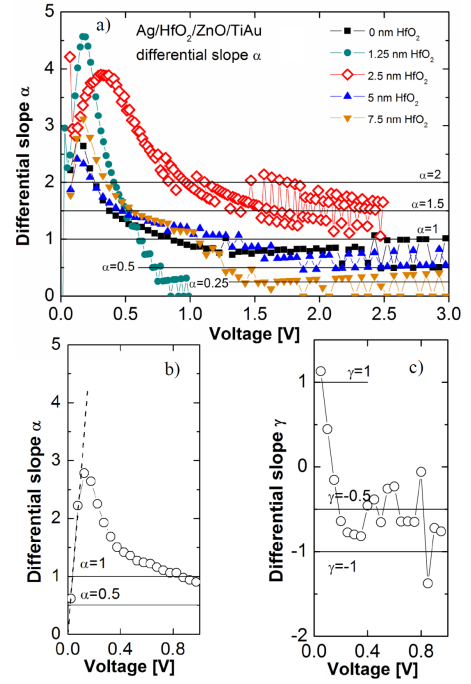 a)
Ag/HfO₂/ZnO/TiAu
differential slope α
0 nm HfO₂
1.25 nm HfO₂
2.5 nm HfO₂
5 nm HfO₂
7.5 nm HfO₂
Differential slope α
5
4
3
2
1
0
α=2
α=1.5
α=1
α=0.5
α=0.25
0.0 0.5 1.0 1.5 2.0 2.5 3.0
Voltage [V]
b)
Differential slope α
5
4
3
2
1
0
α=1
α=0.5
0.0 0.4 0.8
Voltage [V]
c)
Differential slope γ
1
0
-1
-2
γ=1
γ=-0.5
γ=-1
0.0 0.4 0.8
Voltage [V]